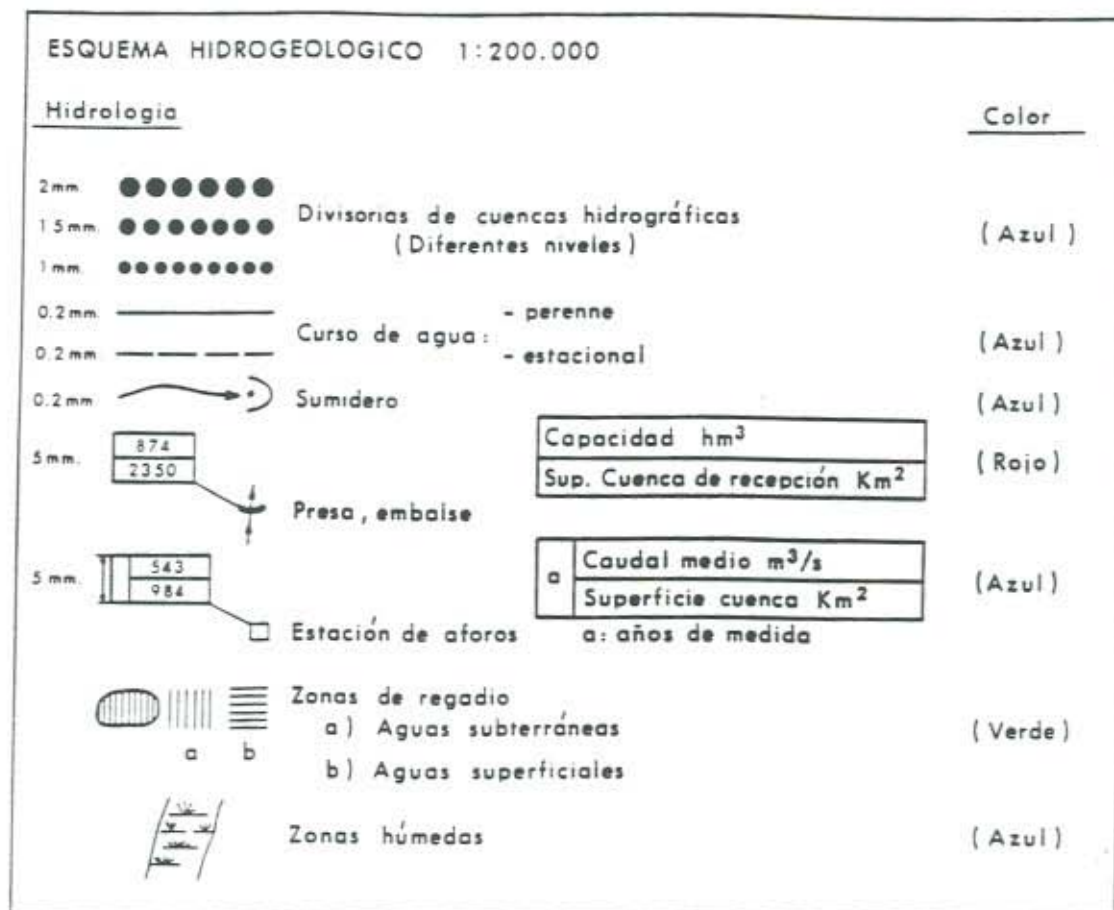 ESQUEMA HIDROGEOLOGICO 1:200.000
Hidrologia Color
2mm.
1 5mm. Divisorias de cuencas hidrográficas
(Diferentes niveles) (Azul)
1mm.
0.2mm. - perenne
Curso de agua: (Azul)
0.2mm - estacional
0.2mm Sumidero (Azul)
5mm. 874 Capacidad hm³ (Rojo)
2350 Sup. Cuenca de recepción Km²
Presa, embalse
5 mm. 543 a Caudal medio m³/s (Azul)
984 Superficie cuenca Km²
Estación de aforos a: años de medida
Zonas de regadio
a) Aguas subterráneas (Verde)
a b b) Aguas superficiales
Zonas húmedas (Azul)